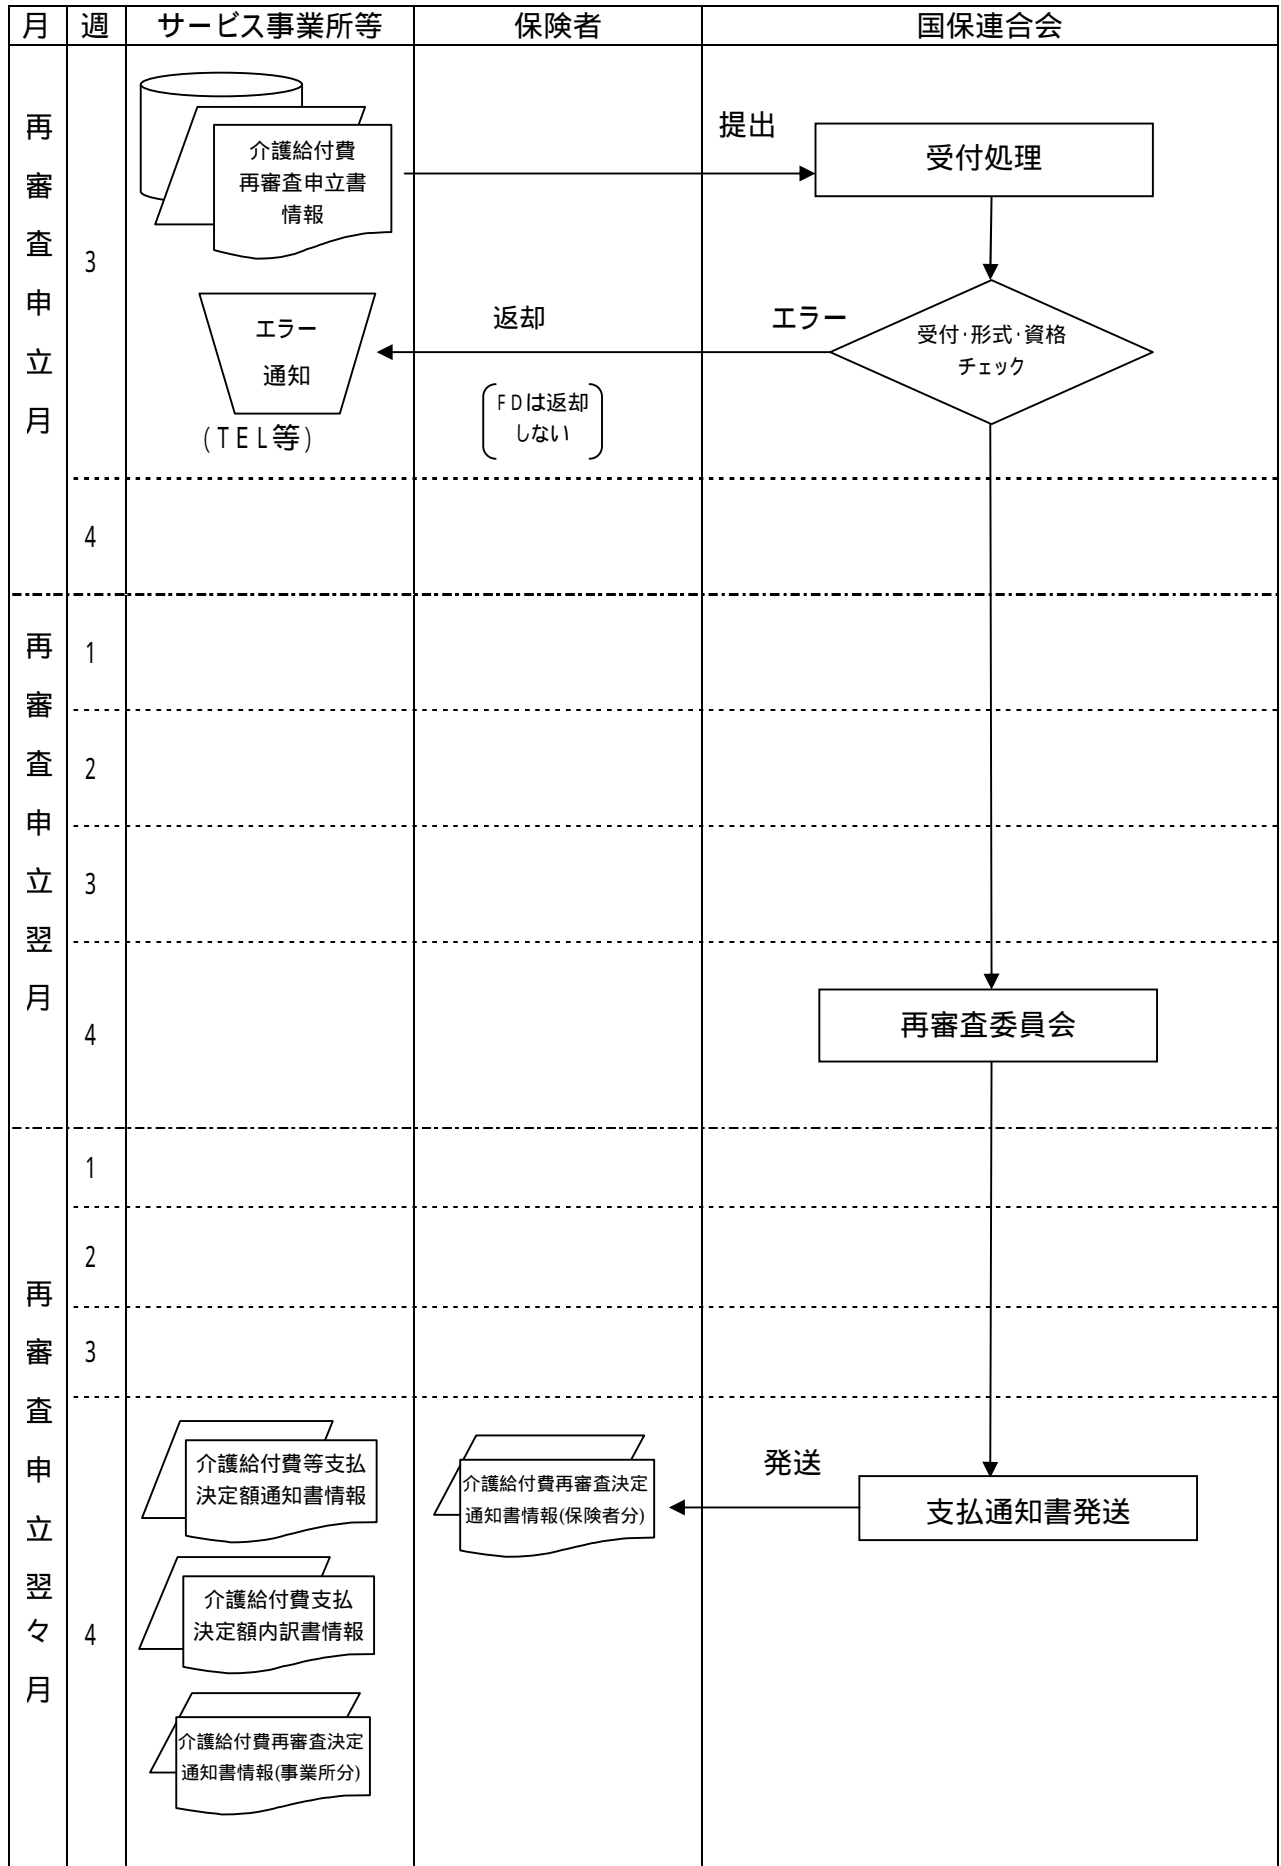 月 週 サービス事業所等 保険者 国保連合会
再審査申立月
3
介護給付費
再審査申立書
情報
提出
受付処理
エラー
通知
(TEL等)
返却
FDは返却
しない
エラー
受付・形式・資格
チェック
4
再審査申立翌月
1
2
3
4
再審査委員会
再審査申立翌々月
1
2
3
4
介護給付費等支払
決定額通知書情報
介護給付費再審査決定
通知書情報(保険者分)
発送
支払通知書発送
介護給付費支払
決定額内訳書情報
介護給付費再審査決定
通知書情報(事業所分)